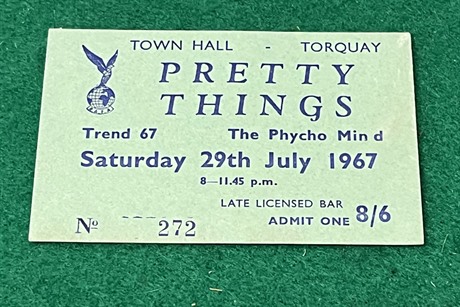 TOWN HALL - TORQUAY
PRETTY
THINGS
Trend 67 The Phycho Mind
Saturday 29th July 1967
8—11.45 p.m.
LATE LICENSED BAR
ADMIT ONE 8/6
No 272